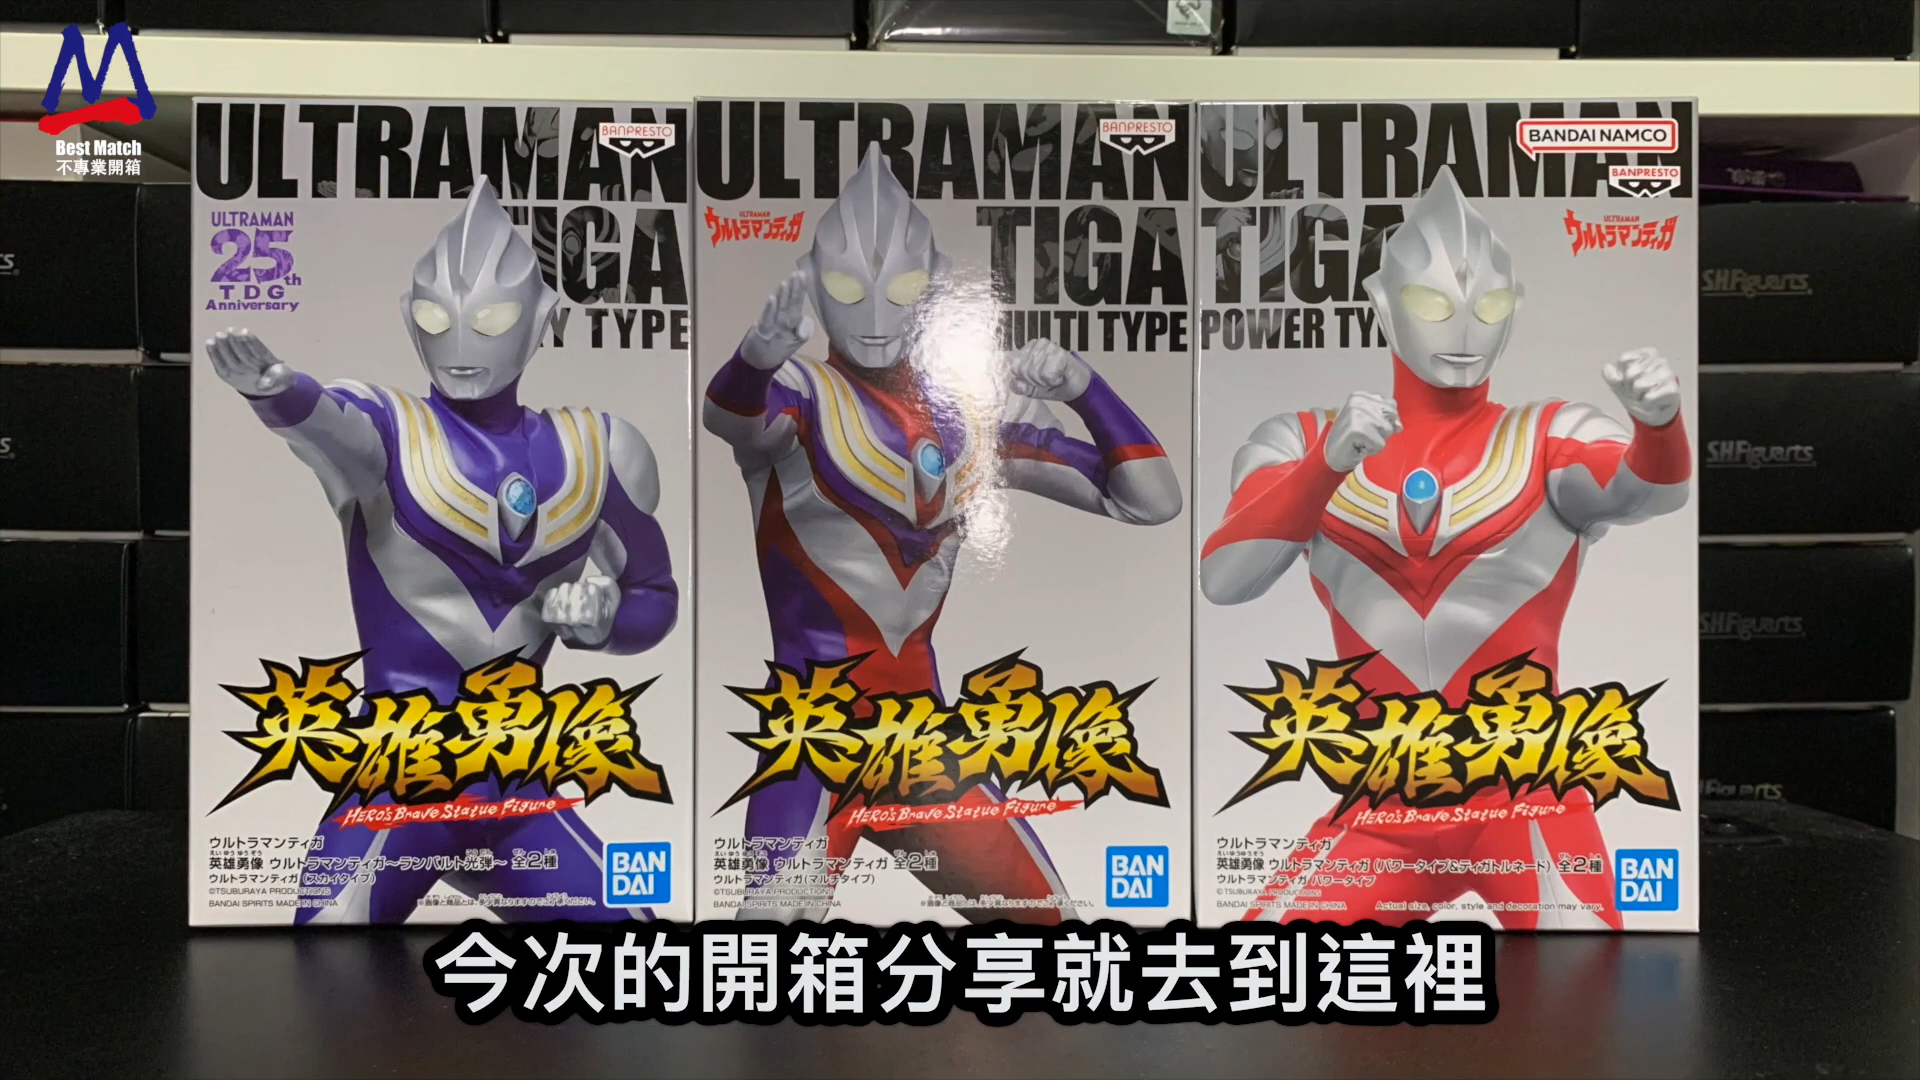 Best Match
不專業開箱
ULTRAMAN
BANPRESTO
TIGA
Y TYPE
ULTRAMAN
25th
TDG
Anniversary
英雄勇像
HERO's Brave Statue Figure
ウルトラマンティガ
英雄勇像 ウルトラマンティガ~ランバルト光弾~ 全2種
ウルトラマンティガ(スカイタイプ)
©TSUBURAYA PRODUCTIONS
BANDAI SPIRITS MADE IN CHINA
BAN
DAI
ULTRAMAN
BANPRESTO
TIGA
MULTI TYPE
ULTRAMAN
ウルトラマンティガ
英雄勇像
HERO's Brave Statue Figure
ウルトラマンティガ
英雄勇像 ウルトラマンティガ 全2種
ウルトラマンティガ(マルチタイプ)
©TSUBURAYA PRODUCTIONS
BANDAI SPIRITS MADE IN CHINA
BAN
DAI
ULTRAMAN
BANDAI NAMCO
BANPRESTO
TIGA
POWER TY
ULTRAMAN
ウルトラマンティガ
英雄勇像
HERO's Brave Statue Figure
ウルトラマンティガ
英雄勇像 ウルトラマンティガ(パワータイプ&ティガトルネード) 全2種
ウルトラマンティガ パワータイプ
©TSUBURAYA PRODUCTIONS
BANDAI SPIRITS MADE IN CHINA
Actual size, color, style and decoration may vary.
BAN
DAI
S.H.Figuarts
S.H.Figuarts
S.H.Figuarts
今次的開箱分享就去到這裡